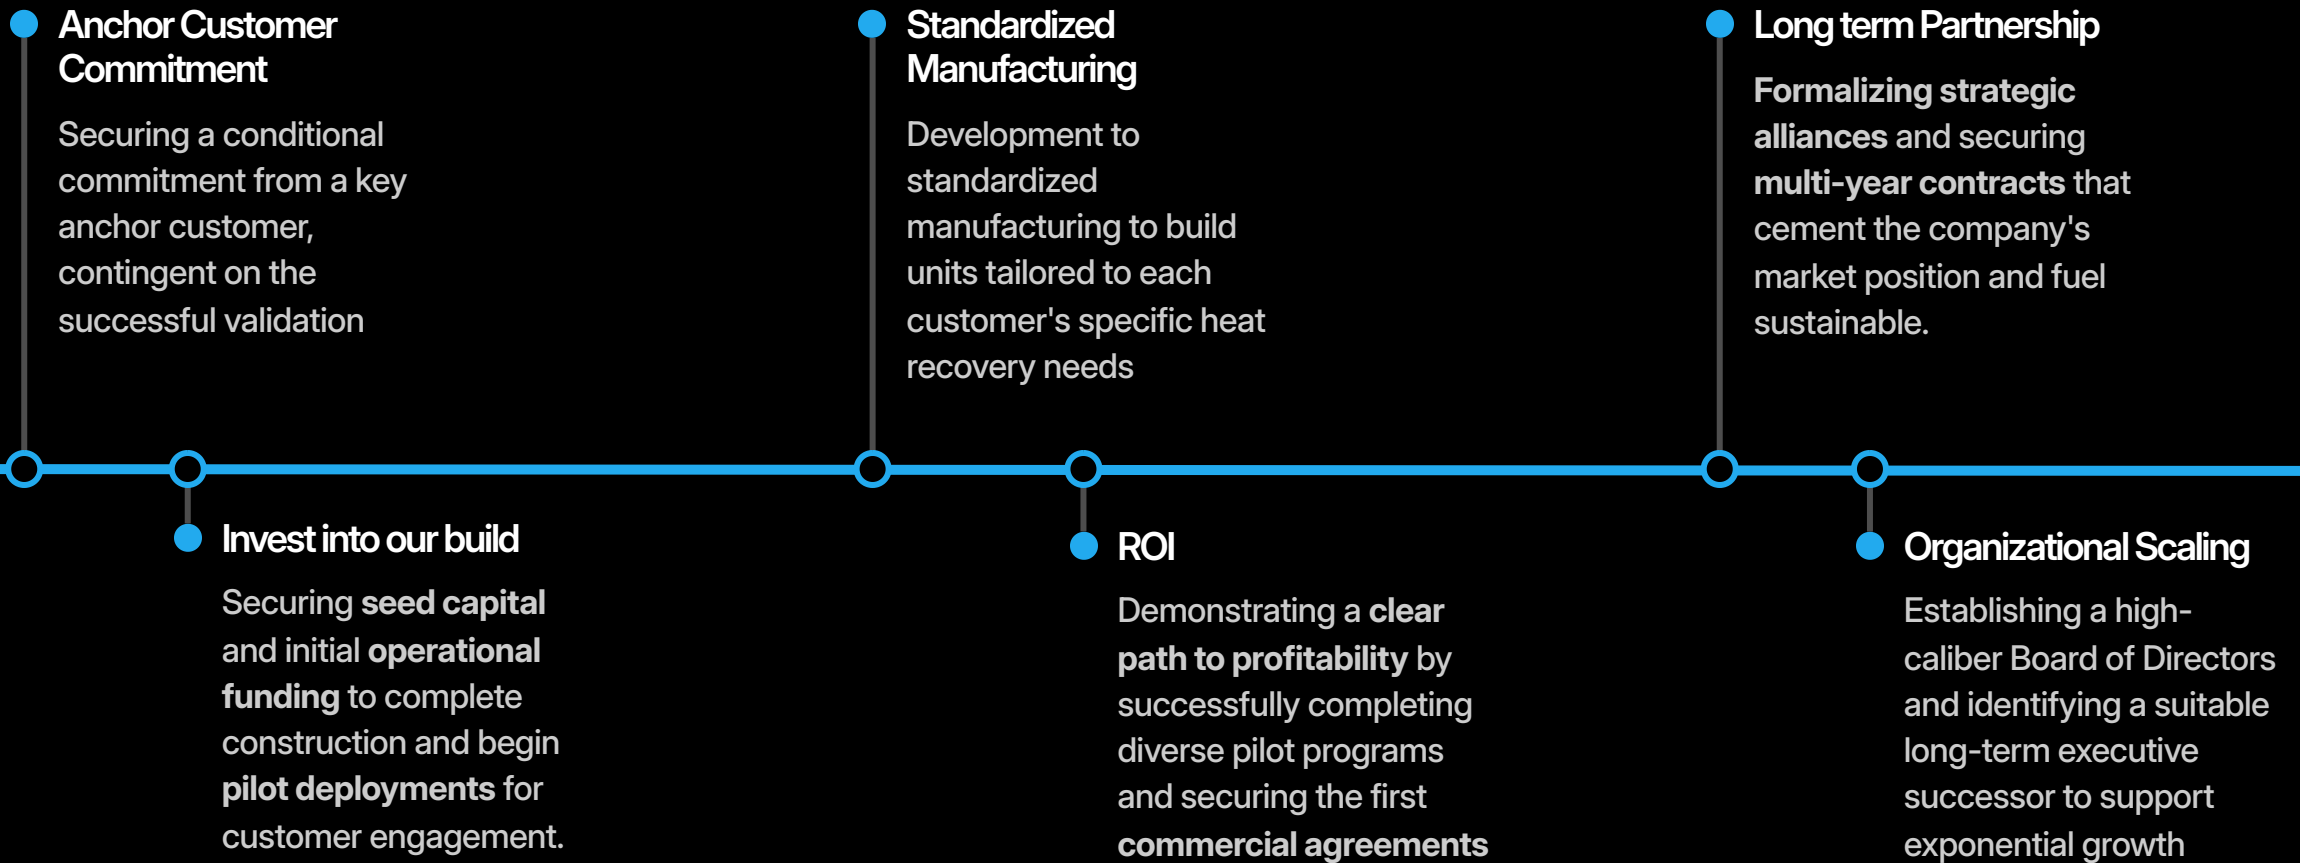 Anchor Customer
Commitment
Securing a conditional
commitment from a key
anchor customer,
contingent on the
successful validation
Standardized
Manufacturing
Development to
standardized
manufacturing to build
units tailored to each
customer's specific heat
recovery needs
Long term Partnership
Formalizing strategic
alliances and securing
multi-year contracts that
cement the company's
market position and fuel
sustainable.
Invest into our build
Securing seed capital
and initial operational
funding to complete
construction and begin
pilot deployments for
customer engagement.
ROI
Demonstrating a clear
path to profitability by
successfully completing
diverse pilot programs
and securing the first
commercial agreements
Organizational Scaling
Establishing a high-
caliber Board of Directors
and identifying a suitable
long-term executive
successor to support
exponential growth